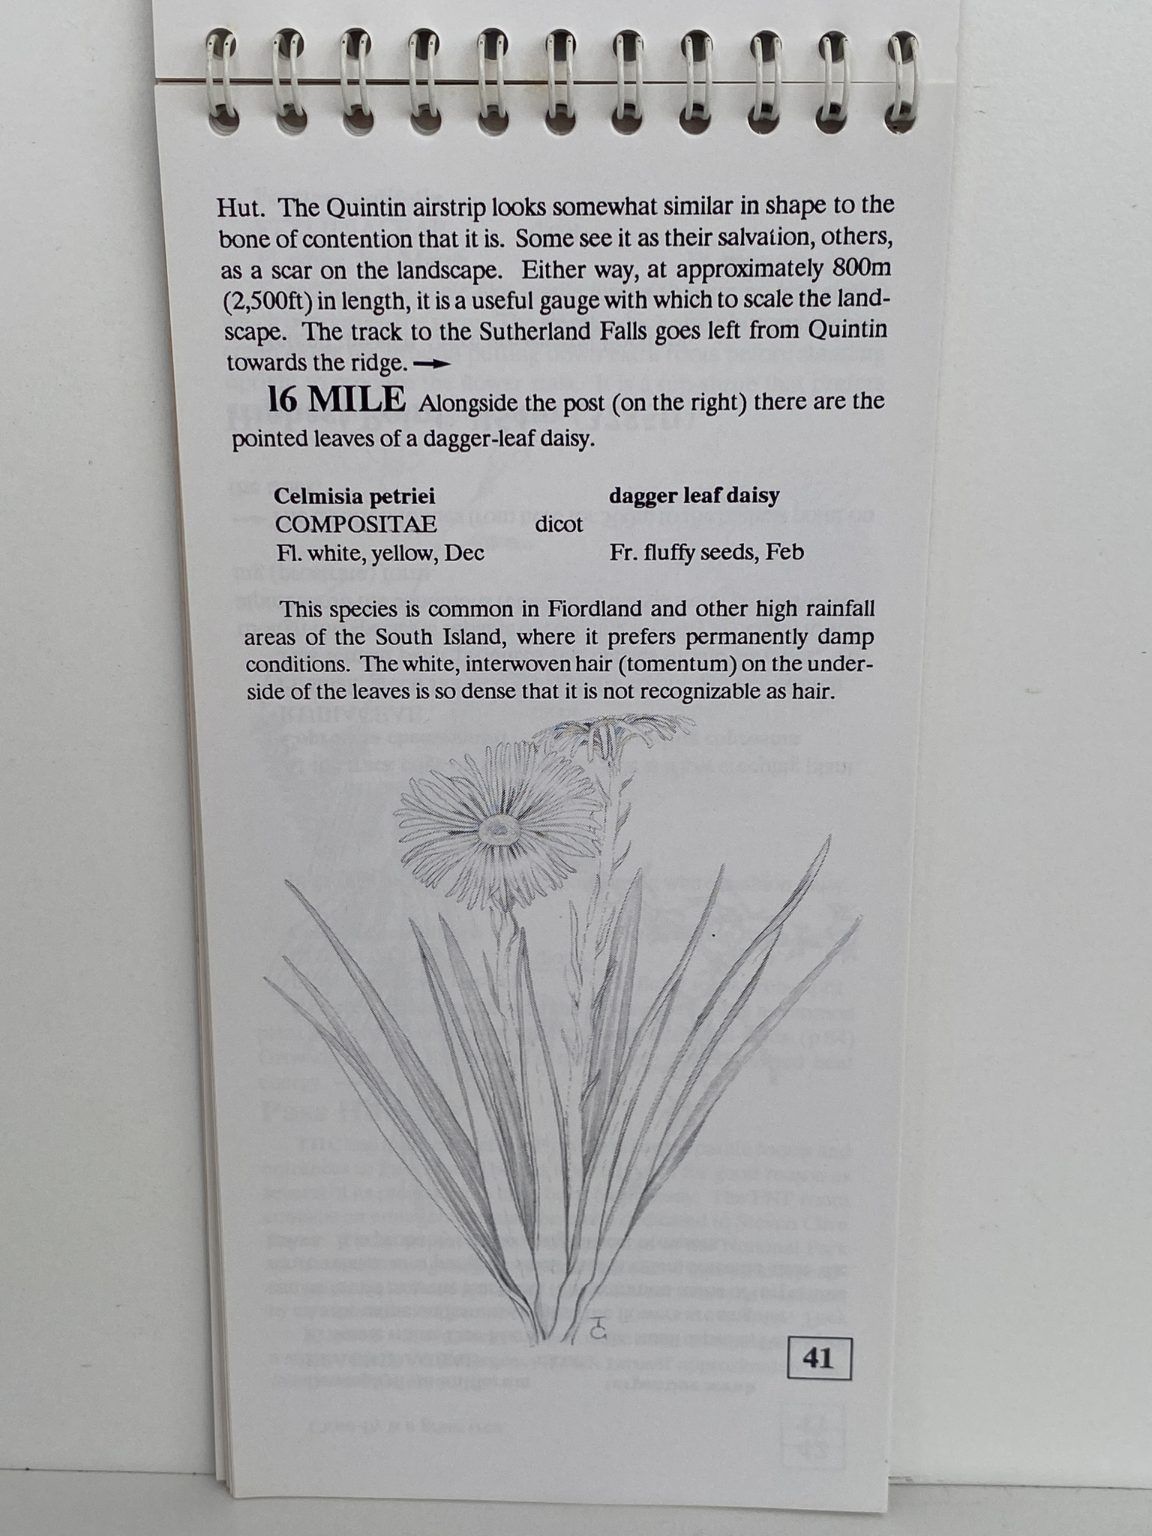 Hut. The Quintin airstrip looks somewhat similar in shape to the
bone of contention that it is. Some see it as their salvation, others,
as a scar on the landscape. Either way, at approximately 800m
(2,500ft) in length, it is a useful gauge with which to scale the land-
scape. The track to the Sutherland Falls goes left from Quintin
towards the ridge. →
16 MILE Alongside the post (on the right) there are the
pointed leaves of a dagger-leaf daisy.
Celmisia petriei dagger leaf daisy
COMPOSITAE dicot
Fl. white, yellow, Dec Fr. fluffy seeds, Feb
This species is common in Fiordland and other high rainfall
areas of the South Island, where it prefers permanently damp
conditions. The white, interwoven hair (tomentum) on the under-
side of the leaves is so dense that it is not recognizable as hair.
41